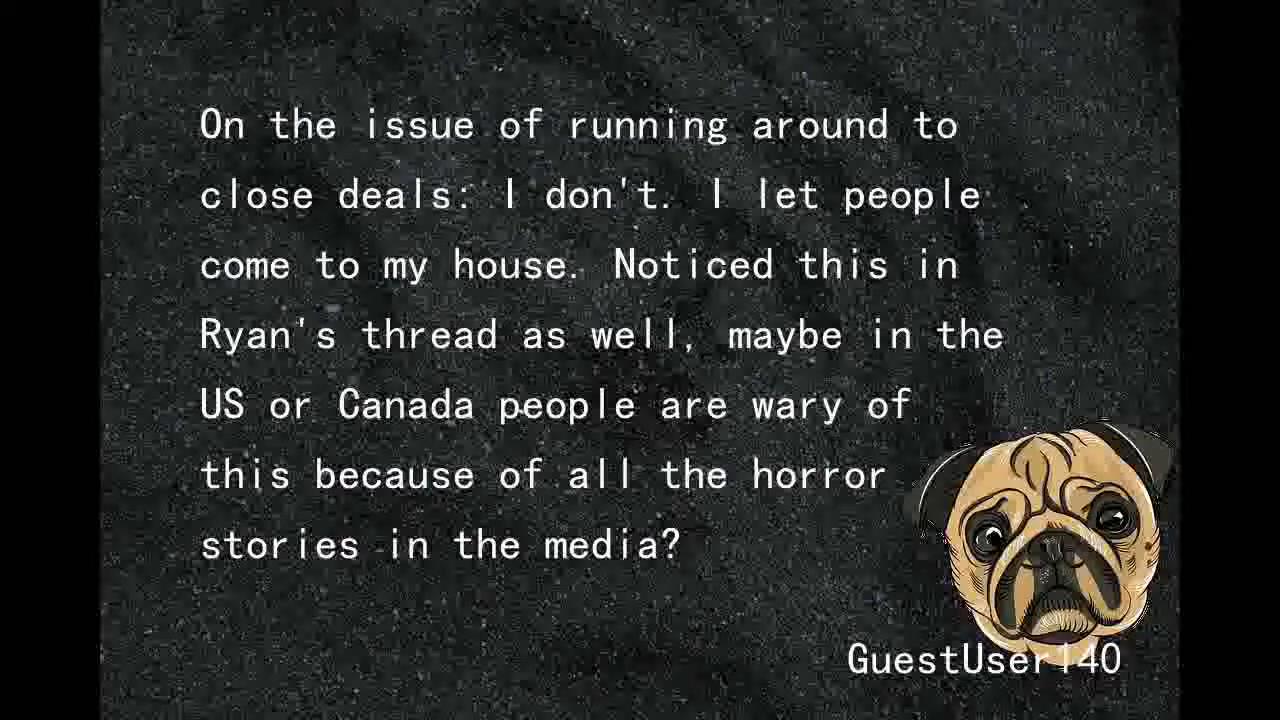 On the issue of running around to
close deals: I don't. I let people
come to my house. Noticed this in
Ryan's thread as well, maybe in the
US or Canada people are wary of
this because of all the horror
stories in the media?
GuestUser140